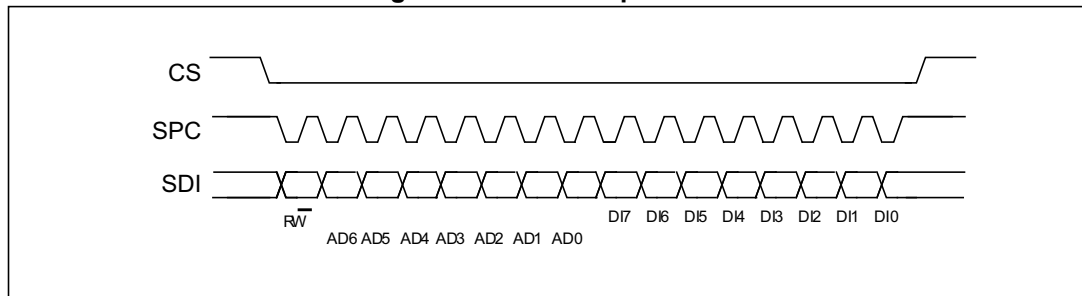 CS
SPC
SDI
RW DI7 DI6 DI5 DI4 DI3 DI2 DI1 DI0
AD6 AD5 AD4 AD3 AD2 AD1 AD0